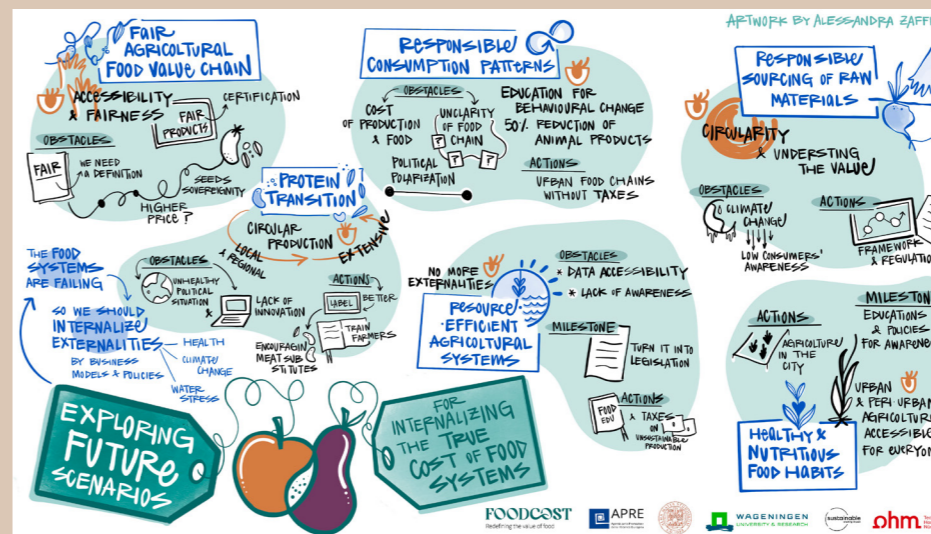 ARTWORK BY ALESSANDRA ZAFF
FAIR
AGRICULTURAL
FOOD VALUE CHAIN
ACCESSIBILITY
& FAIRNESS
CERTIFICATION
FAIR
PRODUCTS
OBSTACLES
FAIR
WE NEED
A DEFINITION
SEEDS
SOVEREIGNITY
HIGHER
PRICE?
RESPONSIBLE
CONSUMPTION PATTERNS
OBSTACLES
COST
OF PRODUCTION
& FOOD
UNCLARITY
OF FOOD
CHAIN
? ? ?
POLITICAL
POLARIZATION
EDUCATION FOR
BEHAVIOURAL CHANGE
50% REDUCTION OF
ANIMAL PRODUCTS
ACTIONS
URBAN FOOD CHAINS
WITHOUT TAXES
RESPONSIBLE
SOURCING OF RAW
MATERIALS
CIRCULARITY
& UNDERSTING
THE VALUE
OBSTACLES
CLIMATE
CHANGE
LOW CONSUMERS'
AWARENESS
ACTIONS
FRAMEWORK
& REGULATION
PROTEIN
TRANSITION
CIRCULAR
PRODUCTION
LOCAL
& REGIONAL
EXTENSIVE
OBSTACLES
UNHEALTHY
POLITICAL
SITUATION
&
LACK OF
INNOVATION
ACTIONS
LABEL
BETTER
TRAIN
FARMERS
ENCOURAGIN
MEAT SUB
STITUTES
THE FOOD
SYSTEMS
ARE FAILING
SO WE SHOULD
INTERNALIZE
EXTERNALITIES
BY BUSINESS
MODELS & POLICIES
HEALTH
CLIMATE
CHANGE
WATER
STRESS
NO MORE
EXTERNALITIES
RESOURCE
-EFFICIENT
AGRICULTURAL
SYSTEMS
OBSTACLES
* DATA ACCESSIBILITY
* LACK OF AWARENESS
MILESTONE
TURN IT INTO
LEGISLATION
ACTIONS
FOOD
EDU
& TAXES
ON
UNSUSTAINABLE
PRODUCTION
ACTIONS
AGRICULTURE
IN THE
CITY
MILESTON
EDUCATIONS
& POLICIES
FOR AWARENE
URBAN
& PERI-URBAN
AGRICULTURE
ACCESSIBLE
FOR EVERYON
HEALTHY &
NUTRITIOUS
FOOD HABITS
EXPLORING
FUTURE
SCENARIOS
FOR
INTERNALIZING
THE TRUE
COST OF FOOD
SYSTEMS
FOODCOST
Redefining the value of food
APRE
WAGENINGEN
UNIVERSITY & RESEARCH
sustainable
ohm